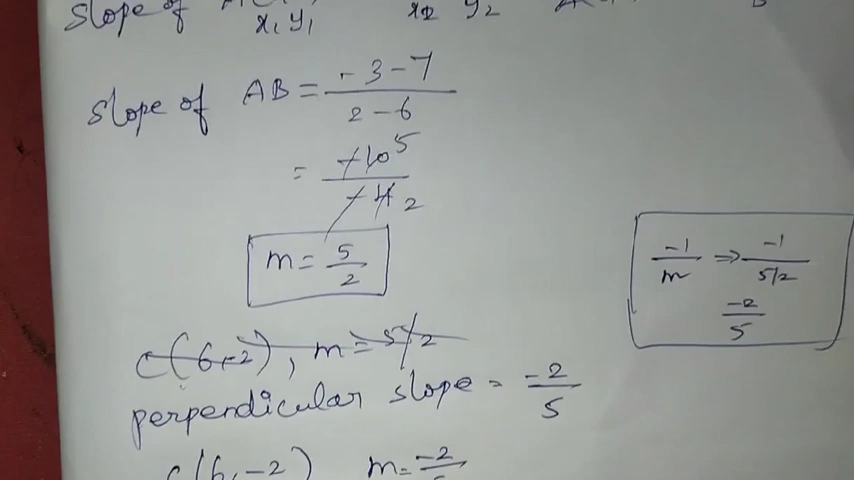 slope of
x₁ y₁ x2 y₂
slope of AB = -3-7 / 2-6
= -10 5 / -4 2
m = 5/2
-1/m ⇒ -1/5/2
-2/5
c(6,-2), m = 5/2
perpendicular slope = -2/5
c(6,-2) m = -2/5